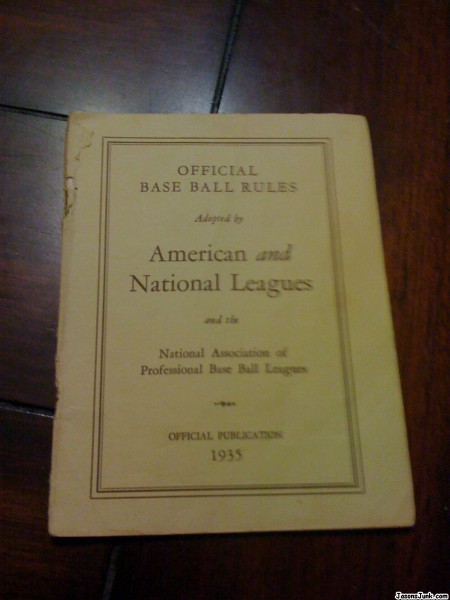 OFFICIAL
BASE BALL RULES
Adopted by
American and
National Leagues
and the
National Association of
Professional Base Ball Leagues
OFFICIAL PUBLICATION
1935
JasonsJunk.com